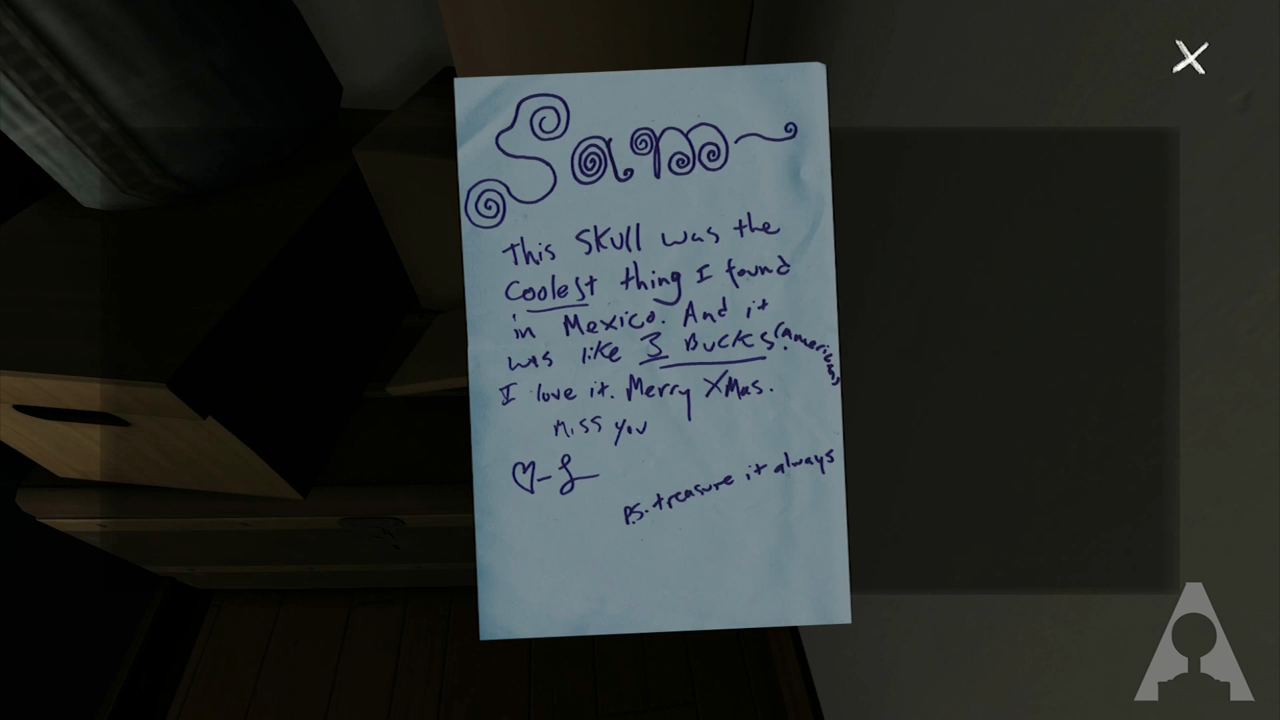 Sam
This Skull was the
Coolest thing I found
in Mexico. And it
was like 3 BUCKS. (American)
I love it. Merry XMas.
Miss you
♡-L
P.S. treasure it always